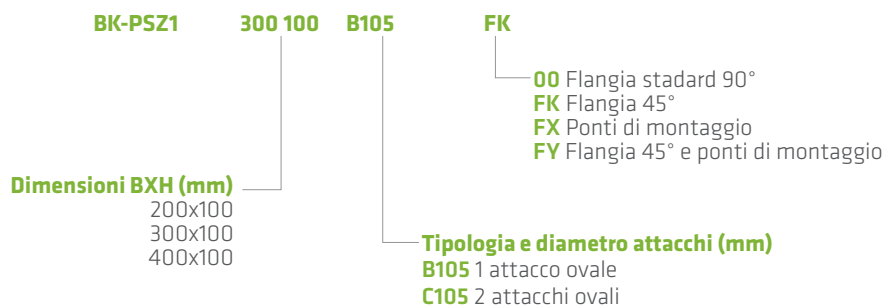 BK-PSZ1 300 100 B105 FK
00 Flangia stadard 90°
FK Flangia 45°
FX Ponti di montaggio
FY Flangia 45° e ponti di montaggio
Dimensioni BXH (mm)
200x100
300x100
400x100
Tipologia e diametro attacchi (mm)
B105 1 attacco ovale
C105 2 attacchi ovali